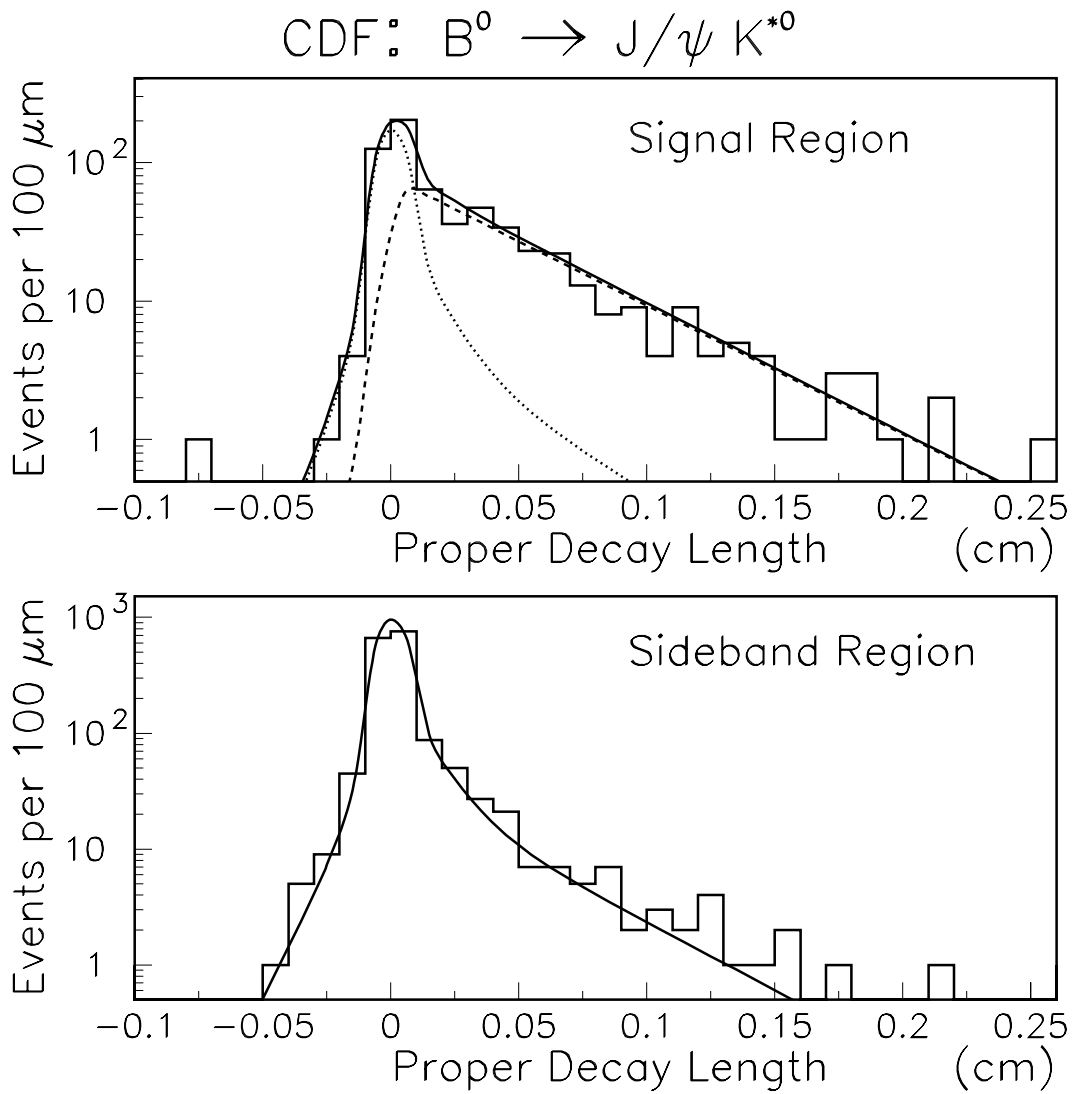 CDF: B⁰ → J/ψ K*⁰
Events per 100 μm
Signal Region
10²
10
1
−0.1 −0.05 0 0.05 0.1 0.15 0.2 0.25
Proper Decay Length (cm)
Events per 100 μm
Sideband Region
10³
10²
10
1
−0.1 −0.05 0 0.05 0.1 0.15 0.2 0.25
Proper Decay Length (cm)